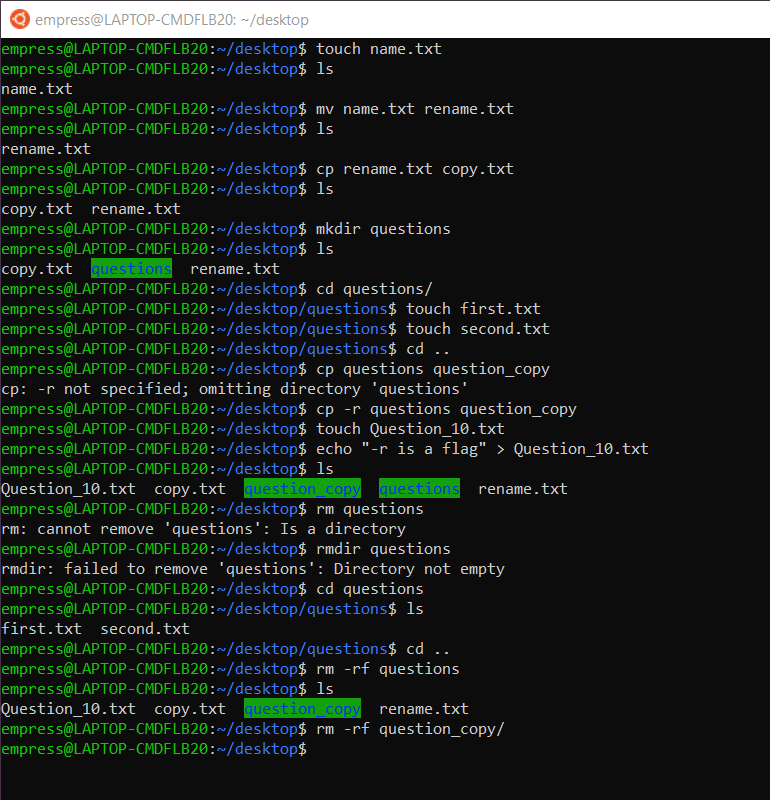 empress@LAPTOP-CMDFLB20: ~/desktop
empress@LAPTOP-CMDFLB20:~/desktop$ touch name.txt
empress@LAPTOP-CMDFLB20:~/desktop$ ls
name.txt
empress@LAPTOP-CMDFLB20:~/desktop$ mv name.txt rename.txt
empress@LAPTOP-CMDFLB20:~/desktop$ ls
rename.txt
empress@LAPTOP-CMDFLB20:~/desktop$ cp rename.txt copy.txt
empress@LAPTOP-CMDFLB20:~/desktop$ ls
copy.txt  rename.txt
empress@LAPTOP-CMDFLB20:~/desktop$ mkdir questions
empress@LAPTOP-CMDFLB20:~/desktop$ ls
copy.txt  questions  rename.txt
empress@LAPTOP-CMDFLB20:~/desktop$ cd questions/
empress@LAPTOP-CMDFLB20:~/desktop/questions$ touch first.txt
empress@LAPTOP-CMDFLB20:~/desktop/questions$ touch second.txt
empress@LAPTOP-CMDFLB20:~/desktop/questions$ cd ..
empress@LAPTOP-CMDFLB20:~/desktop$ cp questions question_copy
cp: -r not specified; omitting directory 'questions'
empress@LAPTOP-CMDFLB20:~/desktop$ cp -r questions question_copy
empress@LAPTOP-CMDFLB20:~/desktop$ touch Question_10.txt
empress@LAPTOP-CMDFLB20:~/desktop$ echo "-r is a flag" > Question_10.txt
empress@LAPTOP-CMDFLB20:~/desktop$ ls
Question_10.txt  copy.txt  question_copy  questions  rename.txt
empress@LAPTOP-CMDFLB20:~/desktop$ rm questions
rm: cannot remove 'questions': Is a directory
empress@LAPTOP-CMDFLB20:~/desktop$ rmdir questions
rmdir: failed to remove 'questions': Directory not empty
empress@LAPTOP-CMDFLB20:~/desktop$ cd questions
empress@LAPTOP-CMDFLB20:~/desktop/questions$ ls
first.txt  second.txt
empress@LAPTOP-CMDFLB20:~/desktop/questions$ cd ..
empress@LAPTOP-CMDFLB20:~/desktop$ rm -rf questions
empress@LAPTOP-CMDFLB20:~/desktop$ ls
Question_10.txt  copy.txt  question_copy  rename.txt
empress@LAPTOP-CMDFLB20:~/desktop$ rm -rf question_copy/
empress@LAPTOP-CMDFLB20:~/desktop$